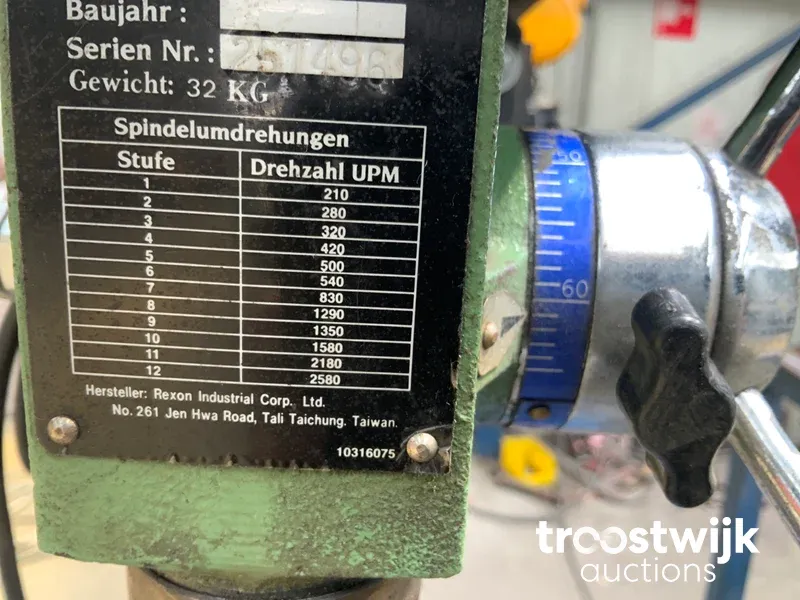 Baujahr :
Serien Nr. : 251496
Gewicht: 32 KG
Spindelumdrehungen
Stufe Drehzahl UPM
1 210
2 280
3 320
4 420
5 500
6 540
7 830
8 1290
9 1350
10 1580
11 2180
12 2580
Hersteller: Rexon Industrial Corp. Ltd.
No. 261 Jen Hwa Road, Tali Taichung. Taiwan.
10316075
50
60
troostwijk
auctions